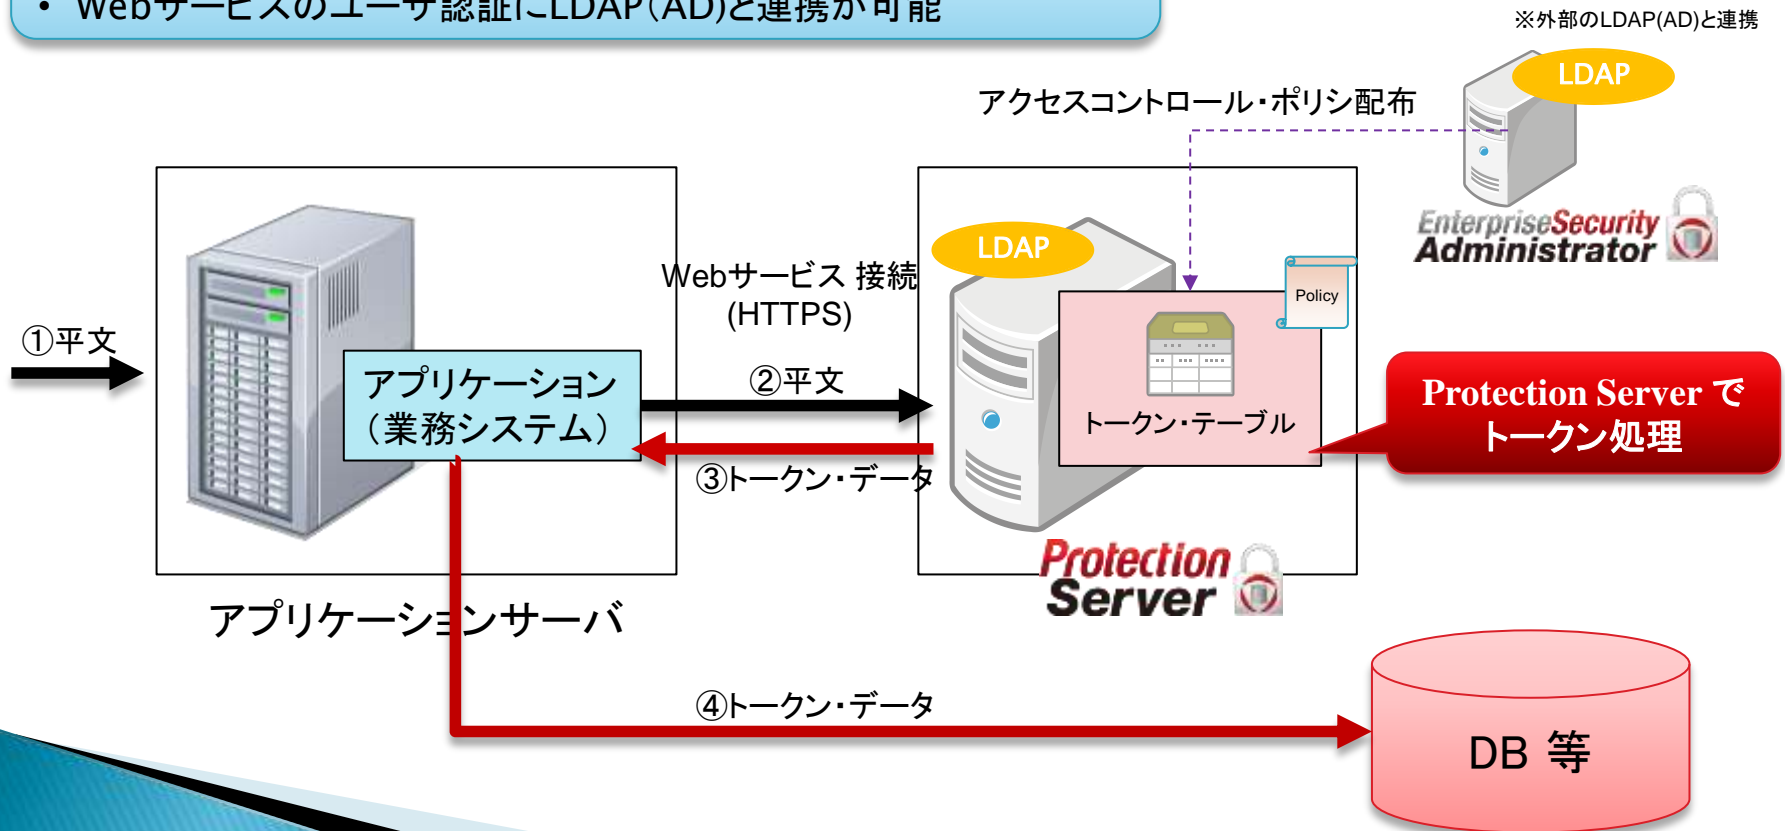 • Webサービスのユーザ認証にLDAP(AD)と連携が可能
※外部のLDAP(AD)と連携
LDAP
アクセスコントロール・ポリシ配布
EnterpriseSecurity
Administrator
LDAP
Webサービス 接続
(HTTPS)
Policy
①平文
アプリケーション
（業務システム）
②平文
トークン・テーブル
Protection Server で
トークン処理
③トークン・データ
Protection
Server
アプリケーションサーバ
④トークン・データ
DB 等